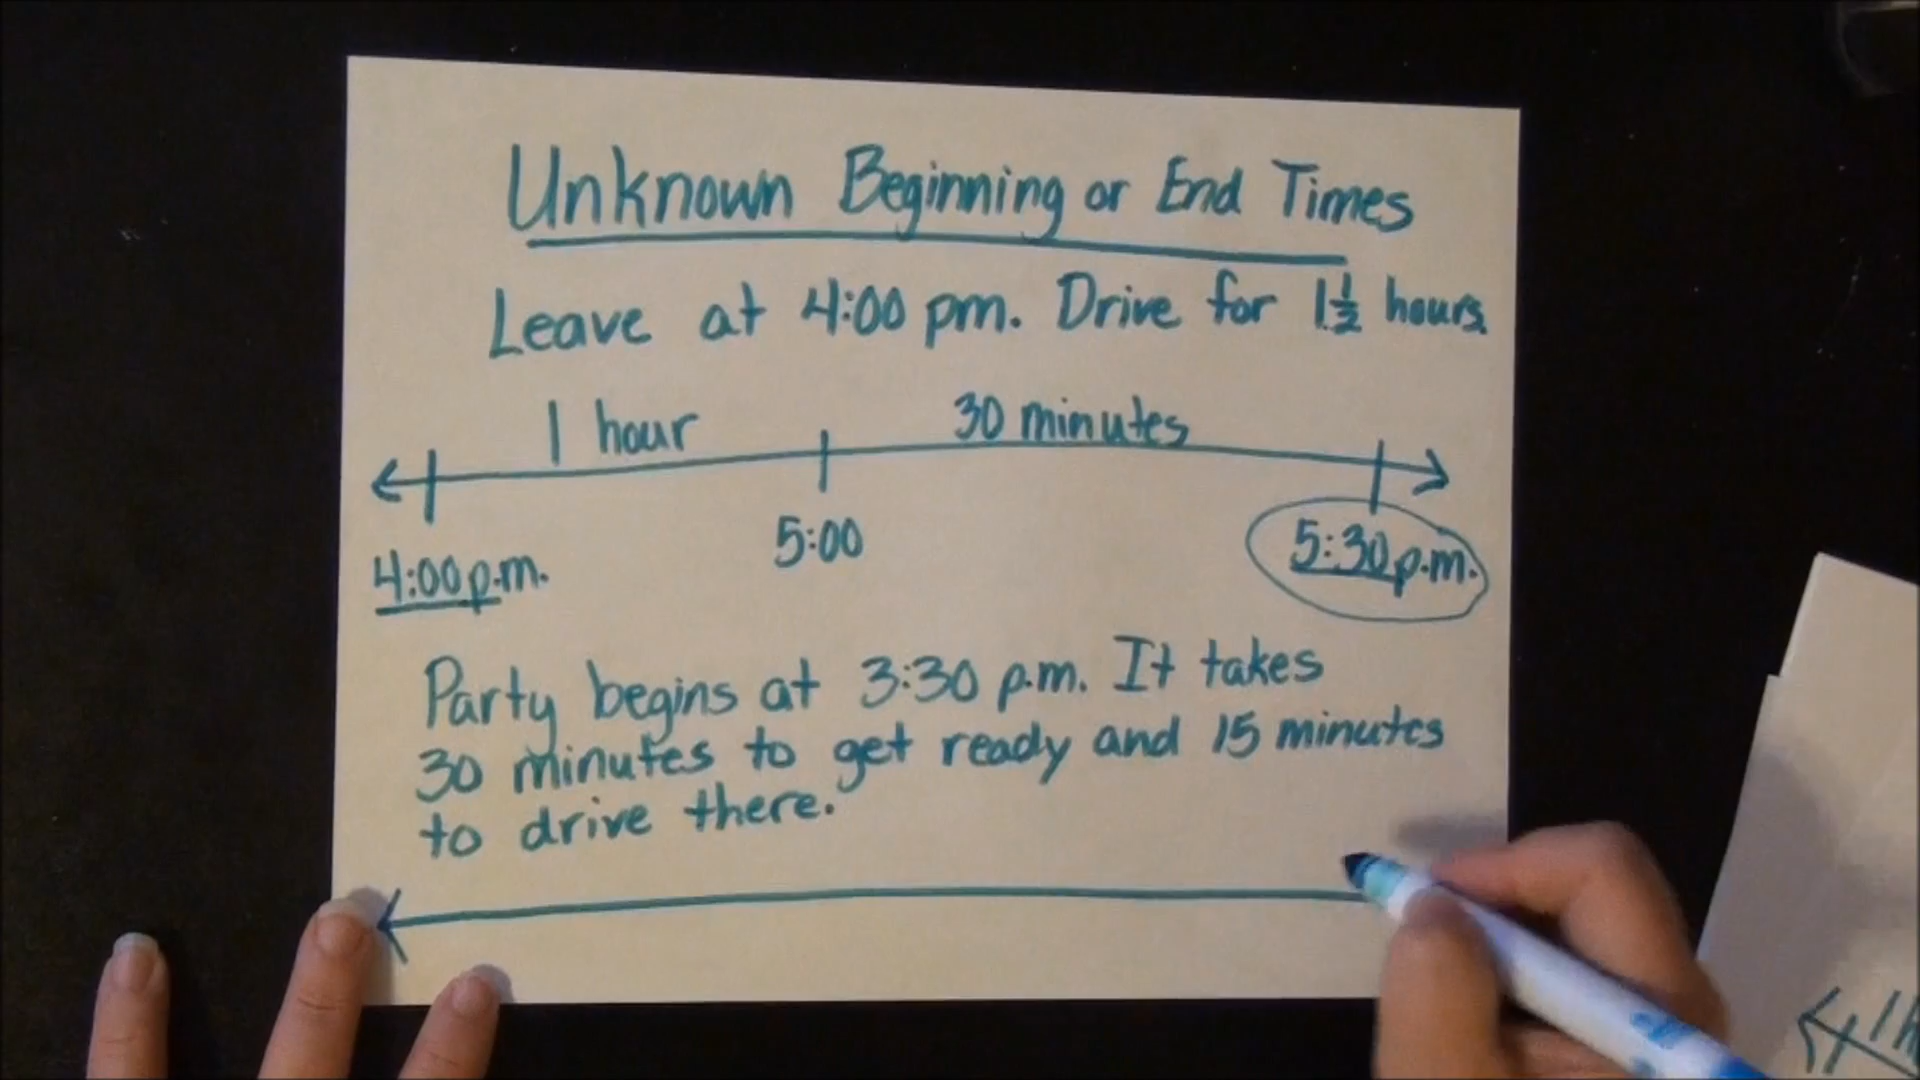 Unknown Beginning or End Times
Leave at 4:00 pm. Drive for 1½ hours.
1 hour 30 minutes
4:00 p.m. 5:00 5:30 p.m.
Party begins at 3:30 p.m. It takes
30 minutes to get ready and 15 minutes
to drive there.